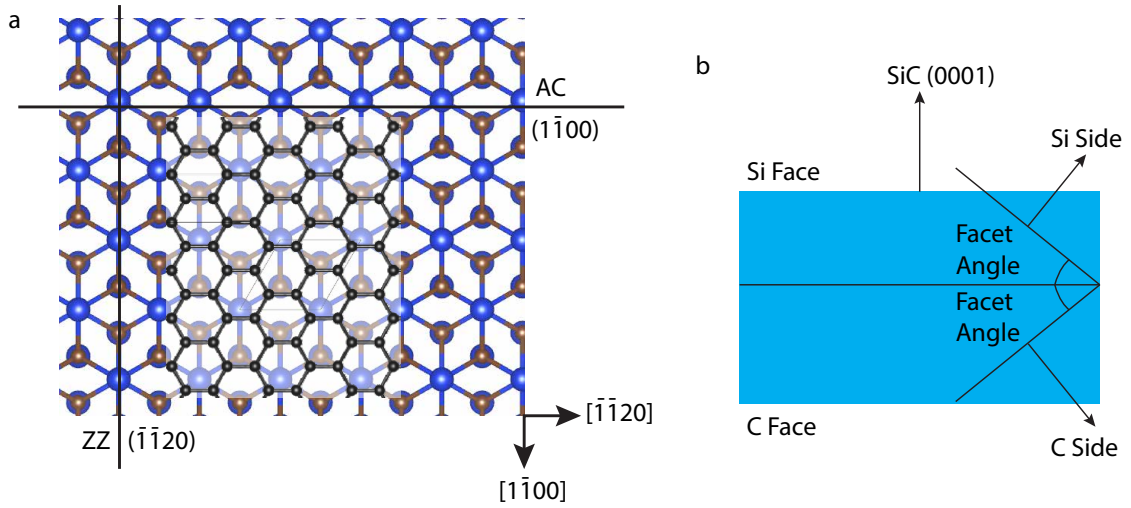 a
AC
(11̄00)
ZZ
(1̄1̄20)
[1̄1̄20]
[11̄00]
b
SiC (0001)
Si Side
Si Face
Facet
Angle
Facet
Angle
C Face
C Side